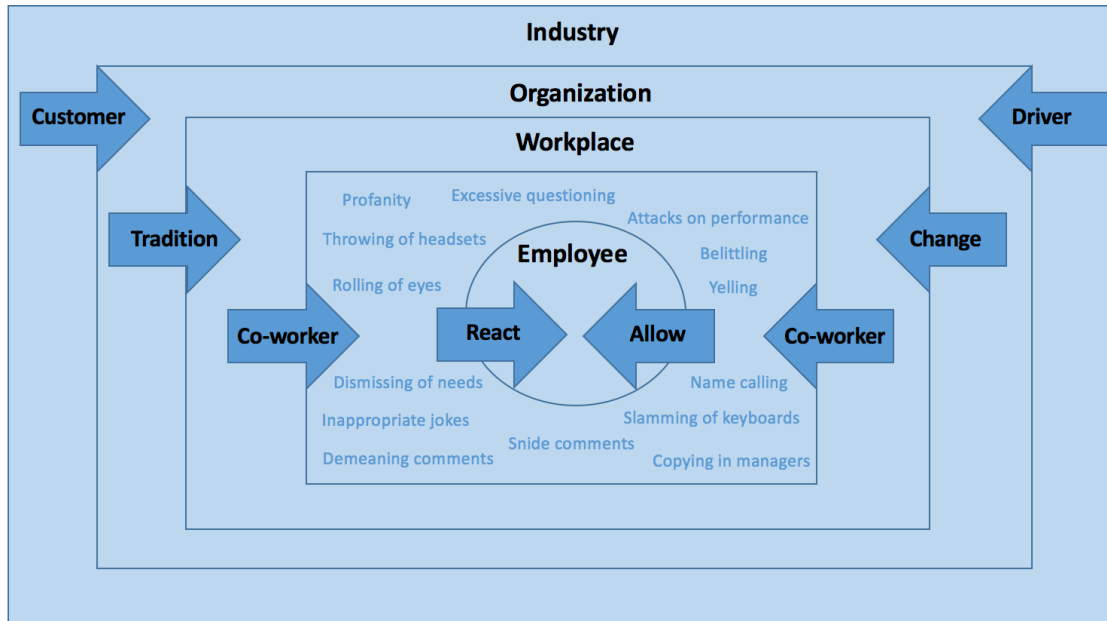 Industry
Organization
Customer
Driver
Workplace
Profanity
Excessive questioning
Attacks on performance
Tradition
Throwing of headsets
Employee
Belittling
Change
Rolling of eyes
Yelling
Co-worker
React
Allow
Co-worker
Dismissing of needs
Name calling
Inappropriate jokes
Slamming of keyboards
Snide comments
Demeaning comments
Copying in managers